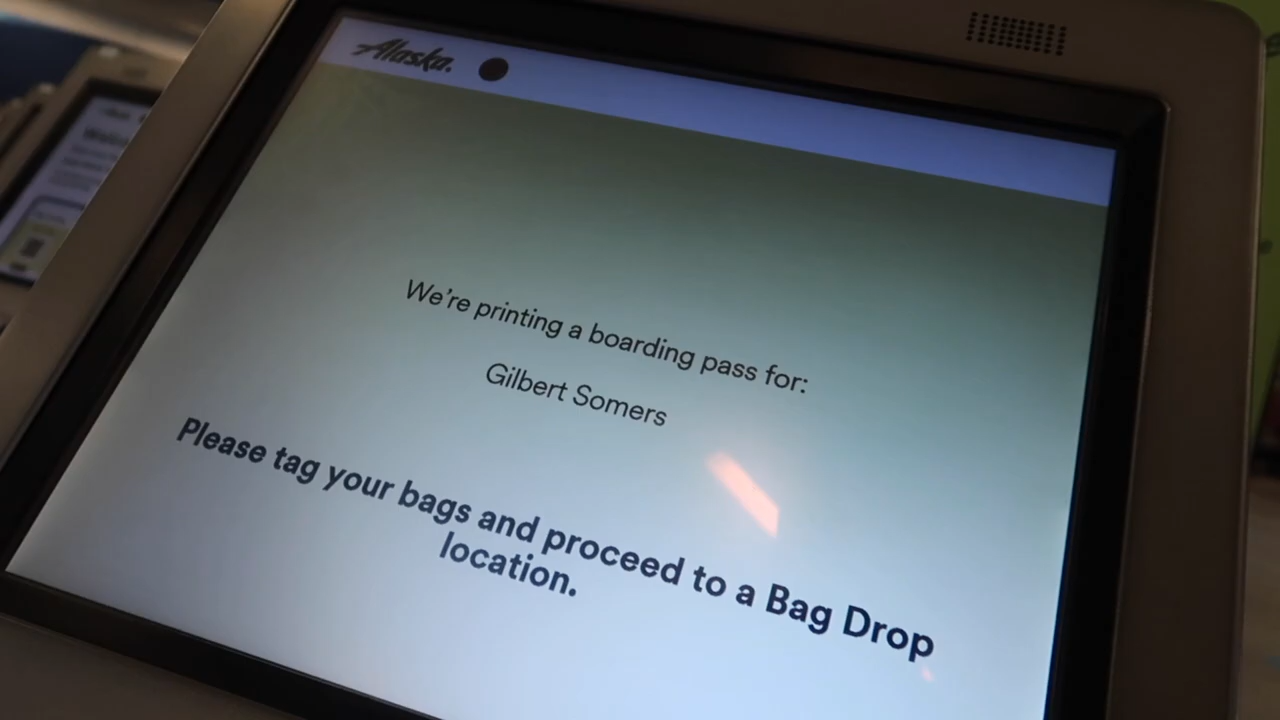 Alaska.
We're printing a boarding pass for:
Gilbert Somers
Please tag your bags and proceed to a Bag Drop
location.